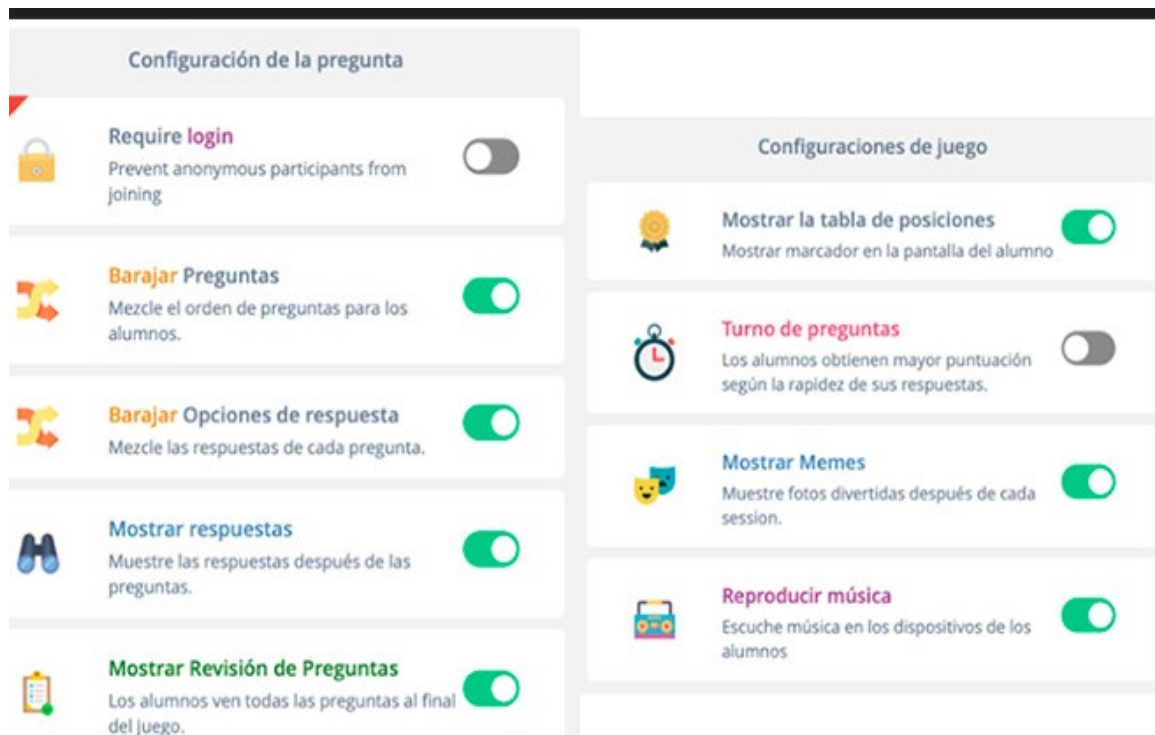 Configuración de la pregunta
Require login
Prevent anonymous participants from
joining
Barajar Preguntas
Mezcle el orden de preguntas para los
alumnos.
Barajar Opciones de respuesta
Mezcle las respuestas de cada pregunta.
Mostrar respuestas
Muestre las respuestas después de las
preguntas.
Mostrar Revisión de Preguntas
Los alumnos ven todas las preguntas al final
del juego.
Configuraciones de juego
Mostrar la tabla de posiciones
Mostrar marcador en la pantalla del alumno
Turno de preguntas
Los alumnos obtienen mayor puntuación
según la rapidez de sus respuestas.
Mostrar Memes
Muestre fotos divertidas después de cada
session.
Reproducir música
Escuche música en los dispositivos de los
alumnos